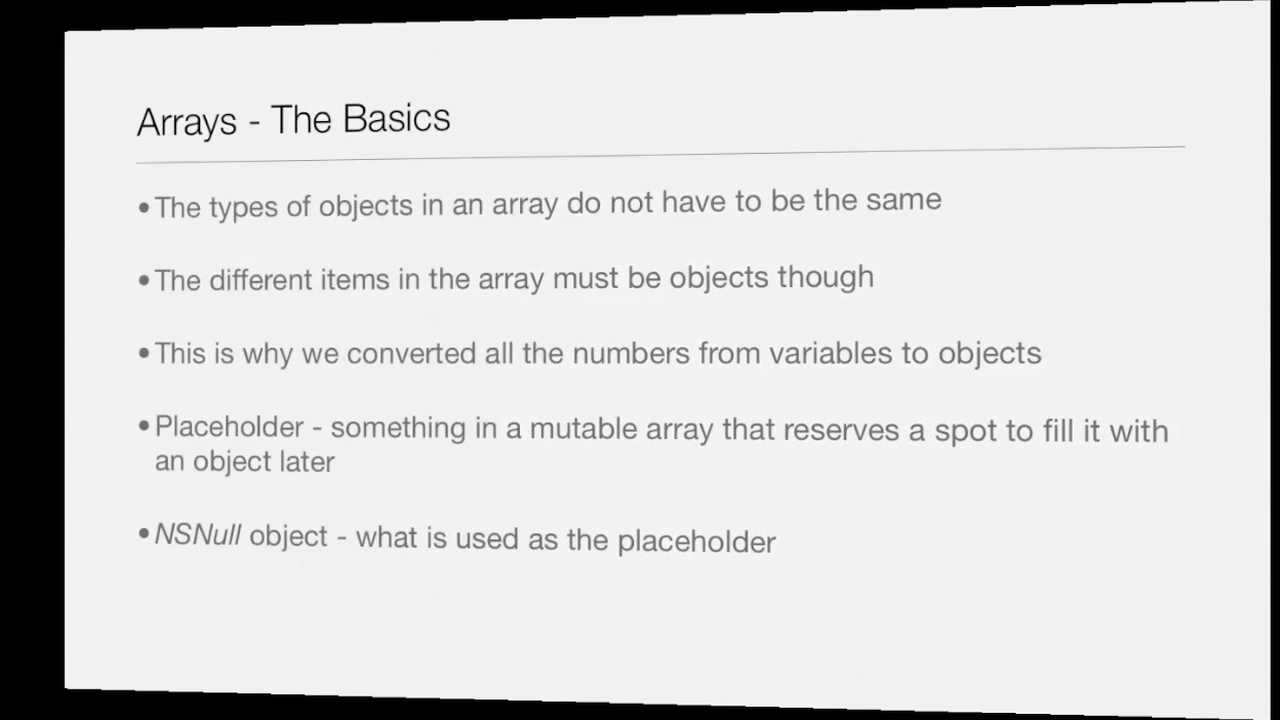 Arrays - The Basics
•The types of objects in an array do not have to be the same
•The different items in the array must be objects though
•This is why we converted all the numbers from variables to objects
•Placeholder - something in a mutable array that reserves a spot to fill it with
an object later
•NSNull object - what is used as the placeholder